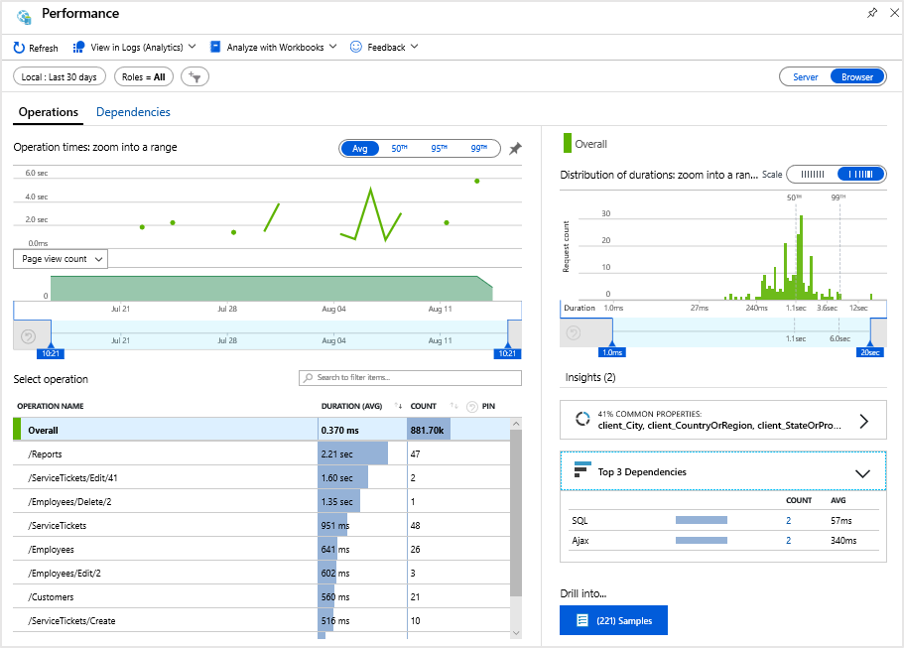 Performance
Refresh View in Logs (Analytics) Analyze with Workbooks Feedback
Local : Last 30 days Roles = All Server Browser
Operations Dependencies
Operation times: zoom into a range Avg 50TH 95TH 99TH
6.0 sec
4.0 sec
2.0 sec
0.0ms
Page view count
0
Jul 21 Jul 28 Aug 04 Aug 11
Jul 21 Jul 28 Aug 04 Aug 11
10:21 10:21
Select operation Search to filter items...
OPERATION NAME DURATION (AVG) ↑↓ COUNT ↑↓ ? PIN
Overall 0.370 ms 881.70k
/Reports 2.21 sec 47
/ServiceTickets/Edit/41 1.60 sec 2
/Employees/Delete/2 1.35 sec 1
/ServiceTickets 951 ms 48
/Employees 641 ms 26
/Employees/Edit/2 602 ms 3
/Customers 560 ms 21
/ServiceTickets/Create 516 ms 10
Overall
Distribution of durations: zoom into a ran... Scale
50TH 99TH
Request count
30
20
10
0
Duration 1.0ms 27ms 240ms 1.1sec 3.6sec 12sec
1.1sec 6.0sec
1.0ms 20sec
Insights (2)
41% COMMON PROPERTIES:
client_City, client_CountryOrRegion, client_StateOrPro...
Top 3 Dependencies
COUNT AVG
SQL 2 57ms
Ajax 2 340ms
Drill into...
(221) Samples